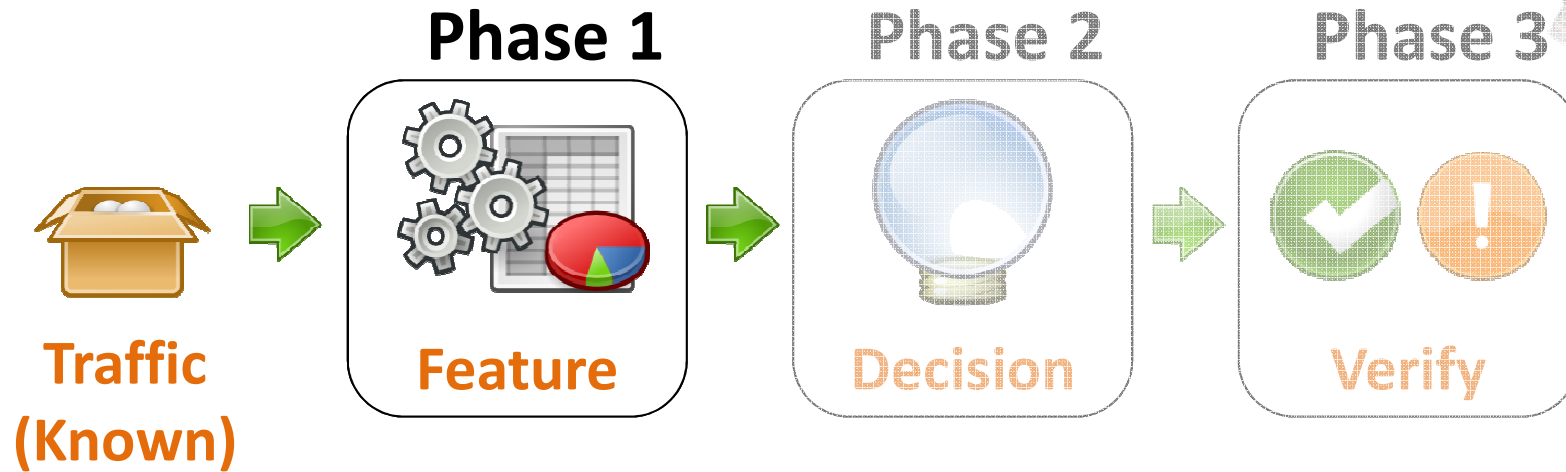 Phase 1
Phase 2
Phase 3
Traffic
(Known)
Feature
Decision
Verify